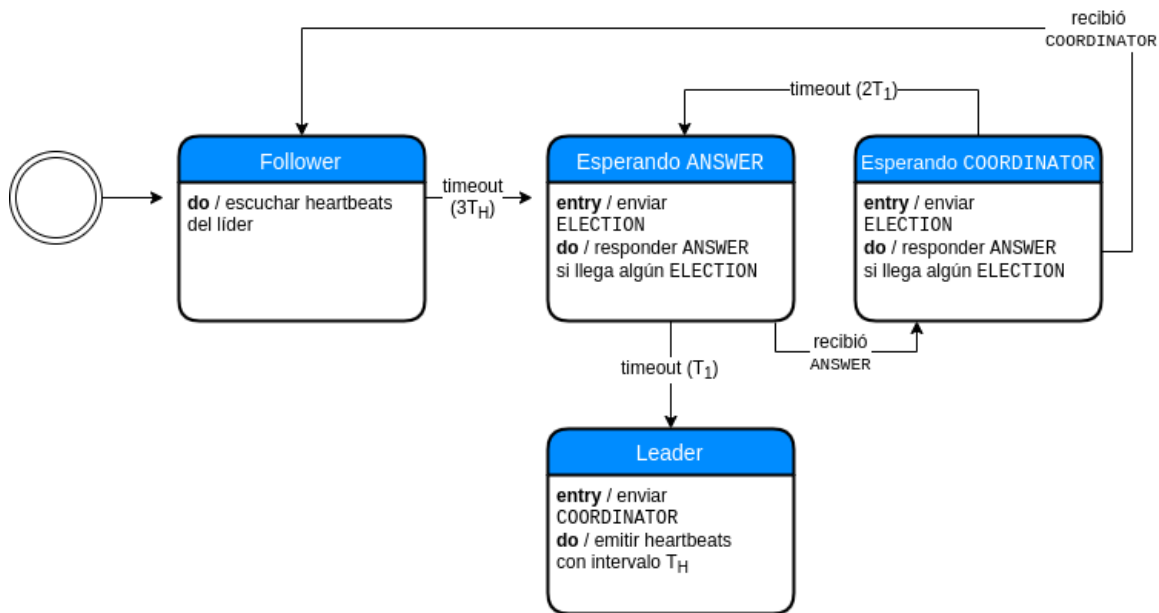 recibió
COORDINATOR
timeout (2T1)
Follower
do / escuchar heartbeats
del líder
timeout
(3TH)
Esperando ANSWER
entry / enviar
ELECTION
do / responder ANSWER
si llega algún ELECTION
Esperando COORDINATOR
entry / enviar
ELECTION
do / responder ANSWER
si llega algún ELECTION
recibió
ANSWER
timeout (T1)
Leader
entry / enviar
COORDINATOR
do / emitir heartbeats
con intervalo TH